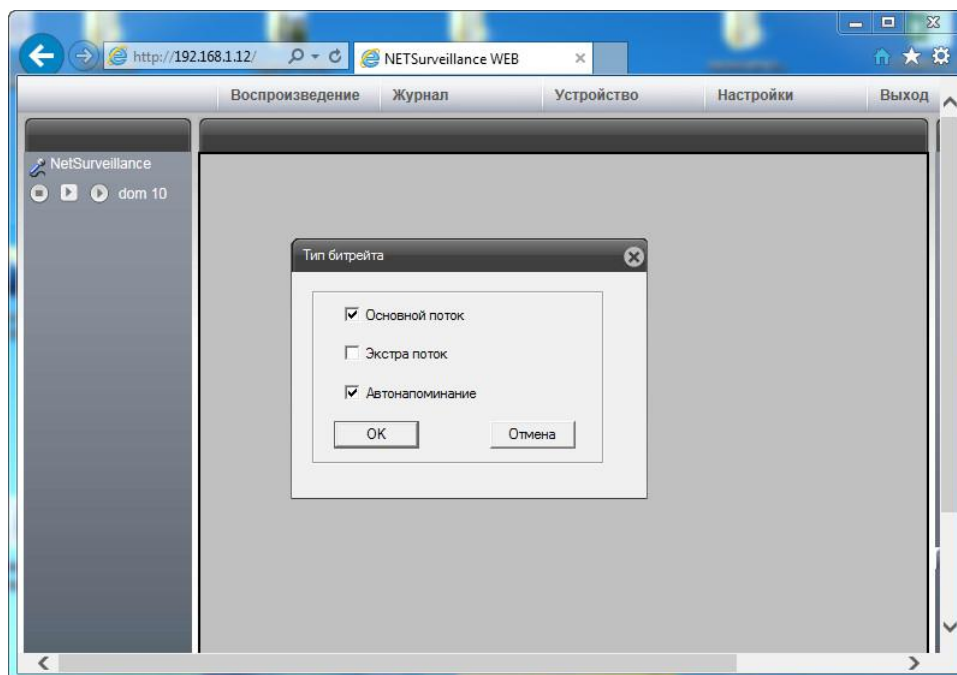 http://192.168.1.12/
NETSurveillance WEB
Воспроизведение Журнал Устройство Настройки Выход
NetSurveillance
dom 10
Тип битрейта
Основной поток
Экстра поток
Автонапоминание
OK Отмена